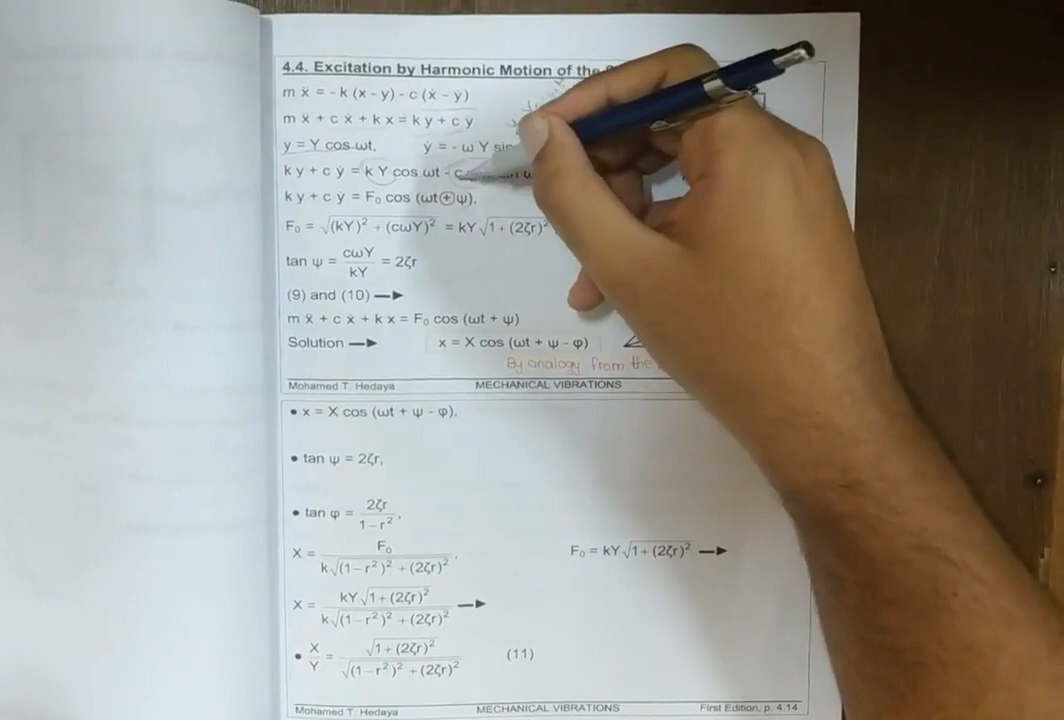 4.4. Excitation by Harmonic Motion of the
m ẍ = - k (x - y) - c (ẋ - ẏ)
m ẍ + c ẋ + k x = k y + c ẏ
y = Y cos ωt, ẏ = - ω Y sin
k y + c ẏ = k Y cos ωt - c
k y + c ẏ = F₀ cos (ωt + ψ),
F₀ = √(kY)² + (cωY)² = kY√1 + (2ζr)²
tan ψ = cωY / kY = 2ζr
(9) and (10)
m ẍ + c ẋ + k x = F₀ cos (ωt + ψ)
Solution x = X cos (ωt + ψ - φ)
By analogy from the
Mohamed T. Hedaya MECHANICAL VIBRATIONS
• x = X cos (ωt + ψ - φ),
• tan ψ = 2ζr,
• tan φ = 2ζr / 1 – r²,
X = F₀ / k√(1 – r²)² + (2ζr)², F₀ = kY√1 + (2ζr)²
X = kY√1 + (2ζr)² / k√(1 – r²)² + (2ζr)²
• X / Y = √1 + (2ζr)² / √(1 – r²)² + (2ζr)² (11)
Mohamed T. Hedaya MECHANICAL VIBRATIONS First Edition, p. 4.14